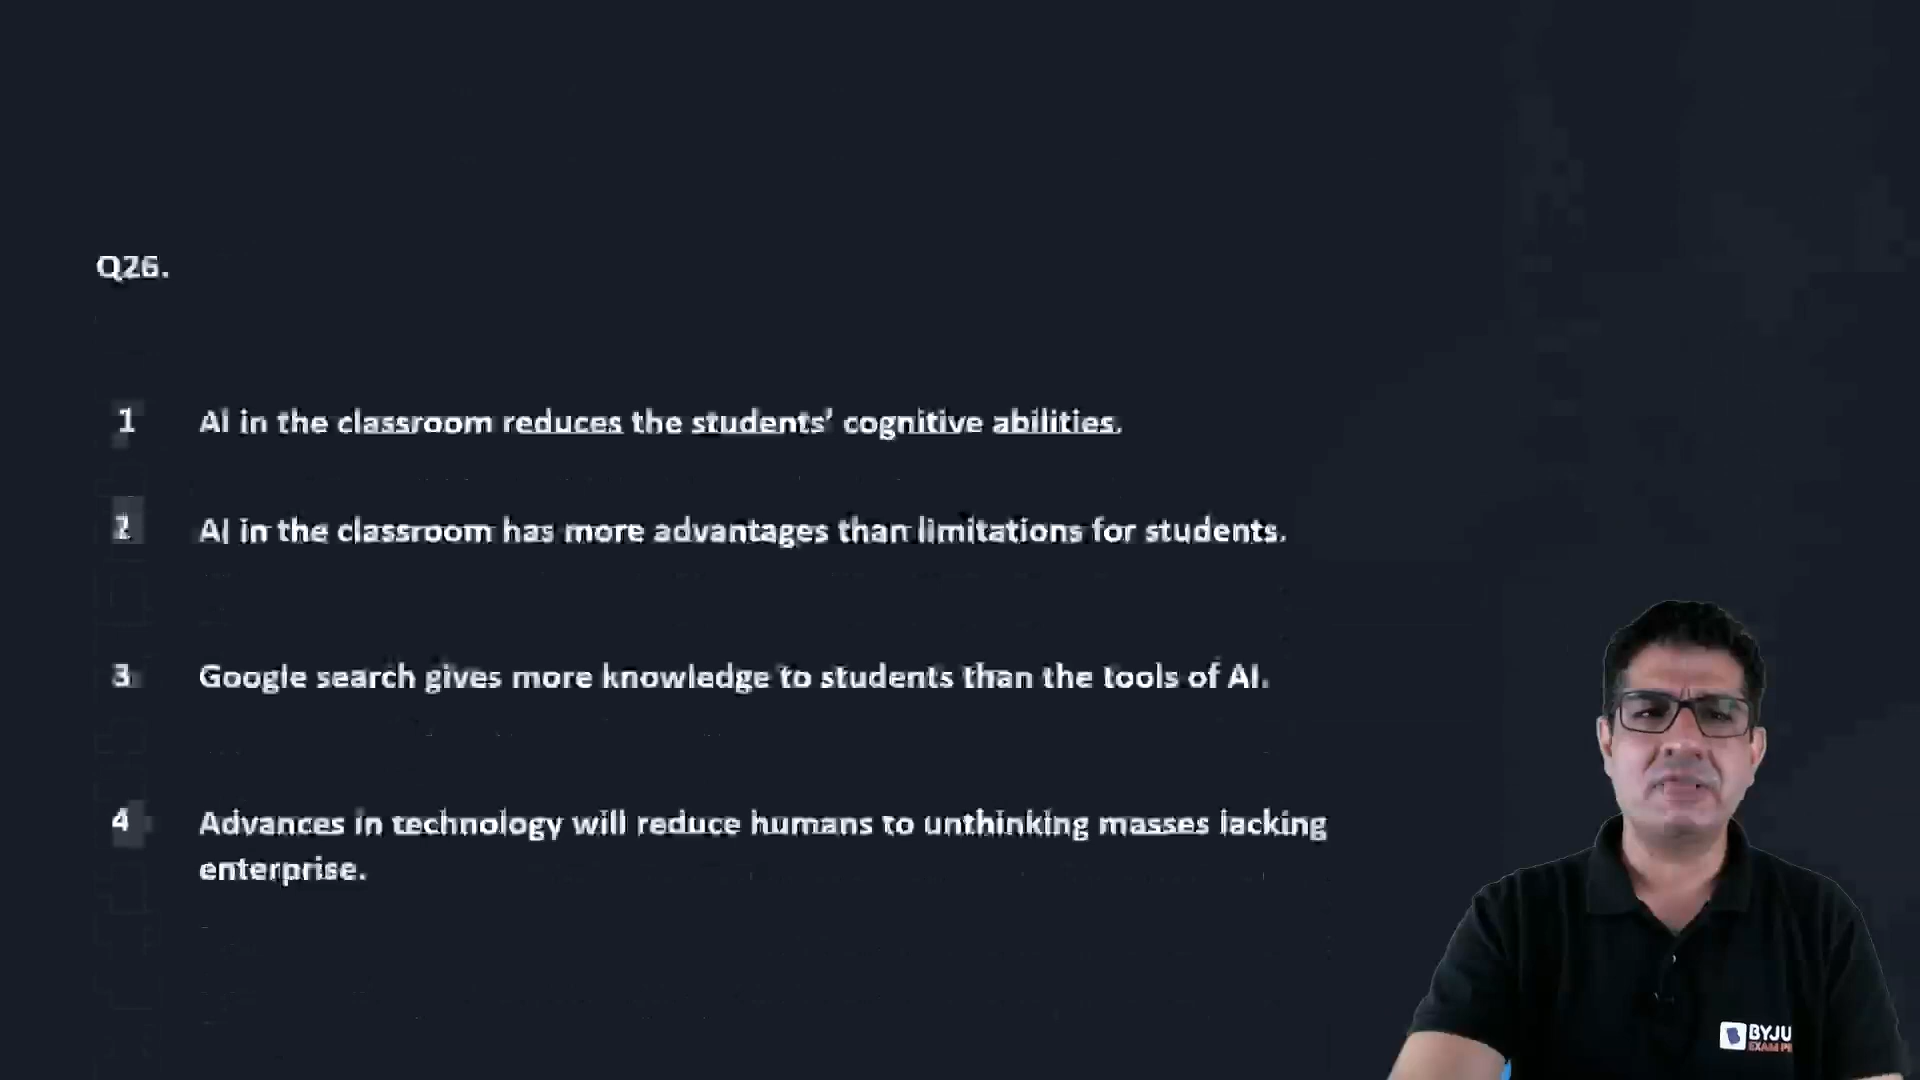 Q26.
1 AI in the classroom reduces the students' cognitive abilities.
2 AI in the classroom has more advantages than limitations for students.
3 Google search gives more knowledge to students than the tools of AI.
4 Advances in technology will reduce humans to unthinking masses lacking
enterprise.
BYJU
EXAM P